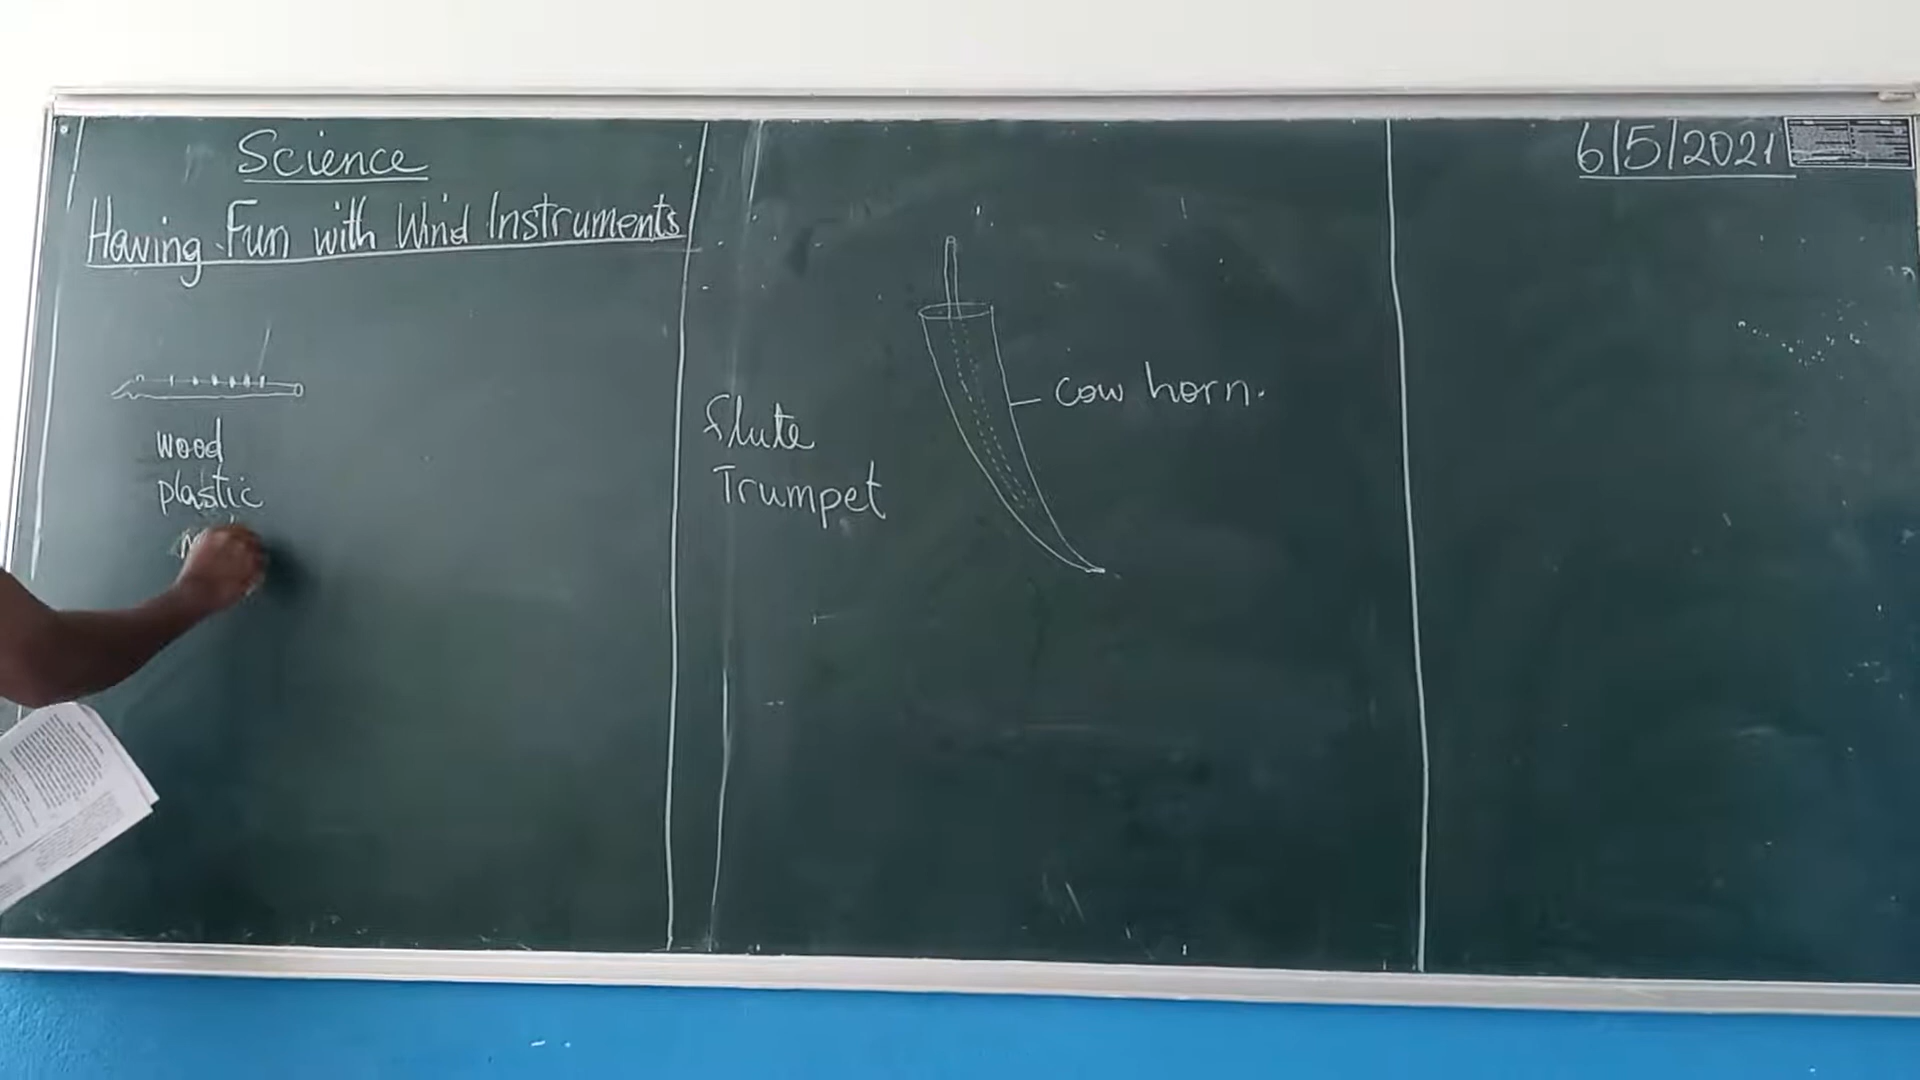 Science
Having Fun with Wind Instruments
wood
plastic
flute
Trumpet
cow horn.
6/5/2021